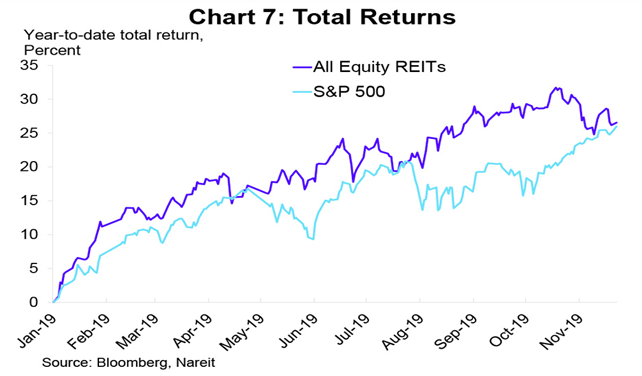 Chart 7: Total Returns
Year-to-date total return,
Percent
All Equity REITs
S&P 500
35
30
25
20
15
10
5
0
Jan-19 Feb-19 Mar-19 Apr-19 May-19 Jun-19 Jul-19 Aug-19 Sep-19 Oct-19 Nov-19
Source: Bloomberg, Nareit